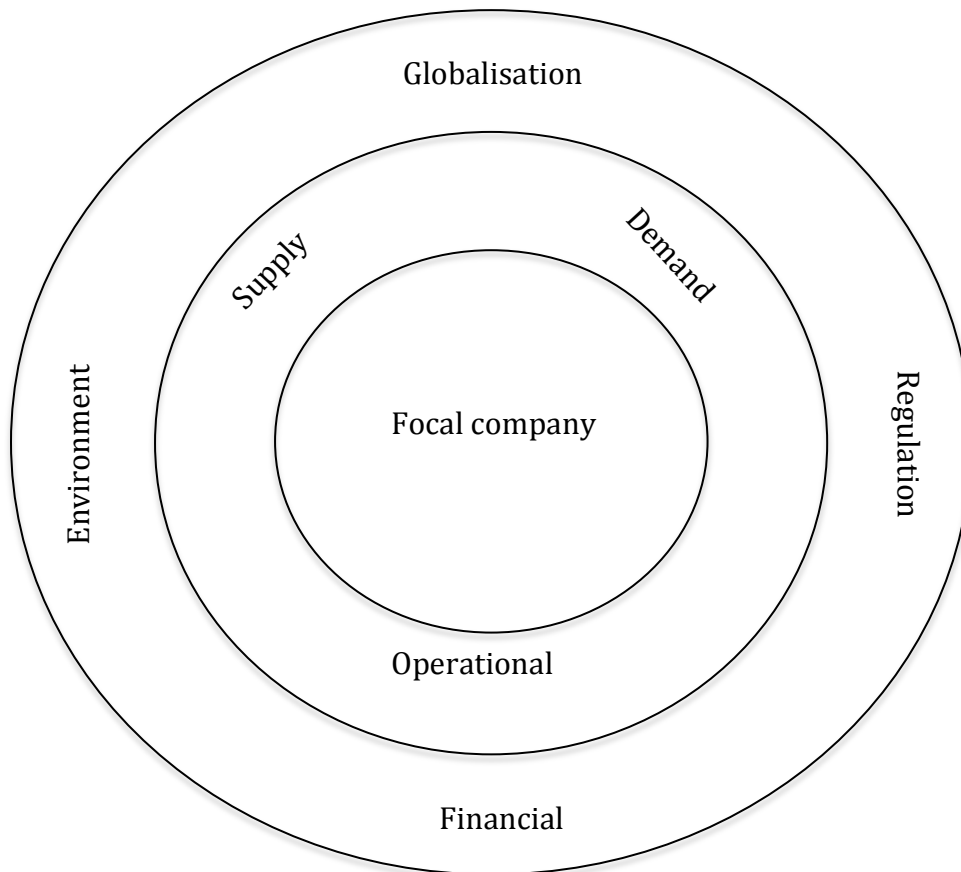 Globalisation
Supply
Demand
Environment
Focal company
Regulation
Operational
Financial